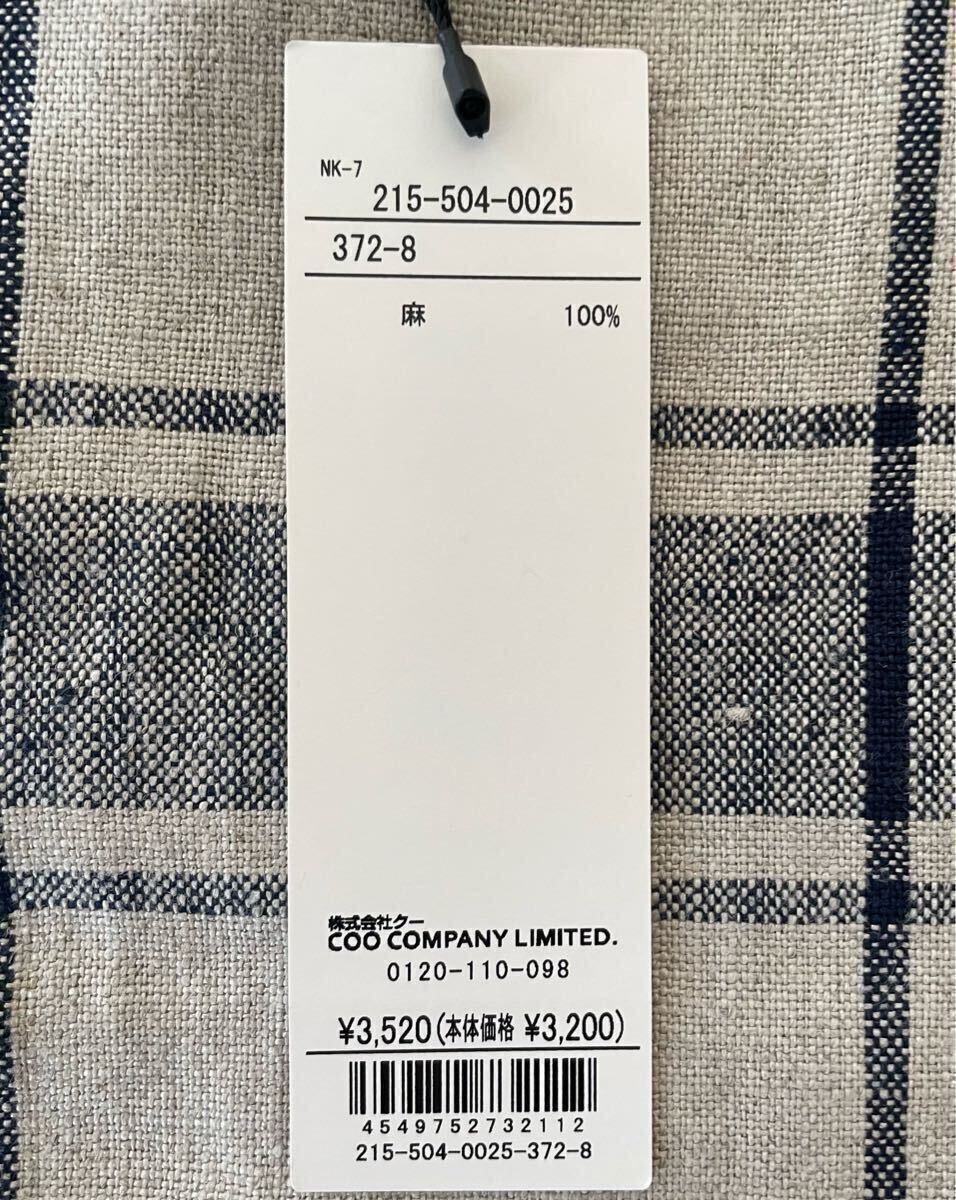 NK-7
215-504-0025
372-8
麻 100%
株式会社クー
COO COMPANY LIMITED.
0120-110-098
¥3,520(本体価格 ¥3,200)
4549752732112
215-504-0025-372-8